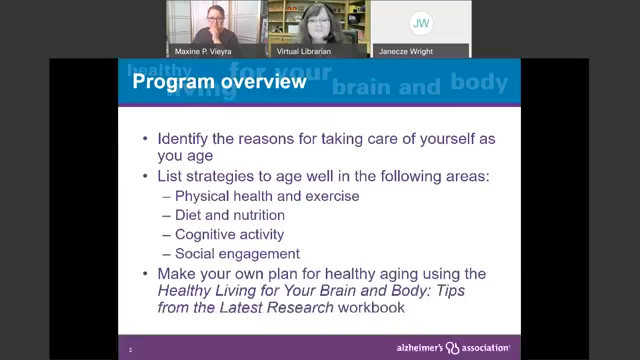 JW
Maxine P. Vieyra
Virtual Librarian
Janecze Wright
healthy living for your brain and body
Program overview
• Identify the reasons for taking care of yourself as
you age
• List strategies to age well in the following areas:
– Physical health and exercise
– Diet and nutrition
– Cognitive activity
– Social engagement
• Make your own plan for healthy aging using the
Healthy Living for Your Brain and Body: Tips
from the Latest Research workbook
2
alzheimer's association